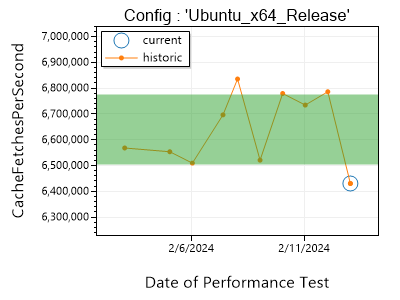 Config : 'Ubuntu_x64_Release'
7,000,000
6,900,000
6,800,000
6,700,000
6,600,000
6,500,000
6,400,000
6,300,000
CacheFetchesPerSecond
current
historic
2/6/2024
2/11/2024
Date of Performance Test